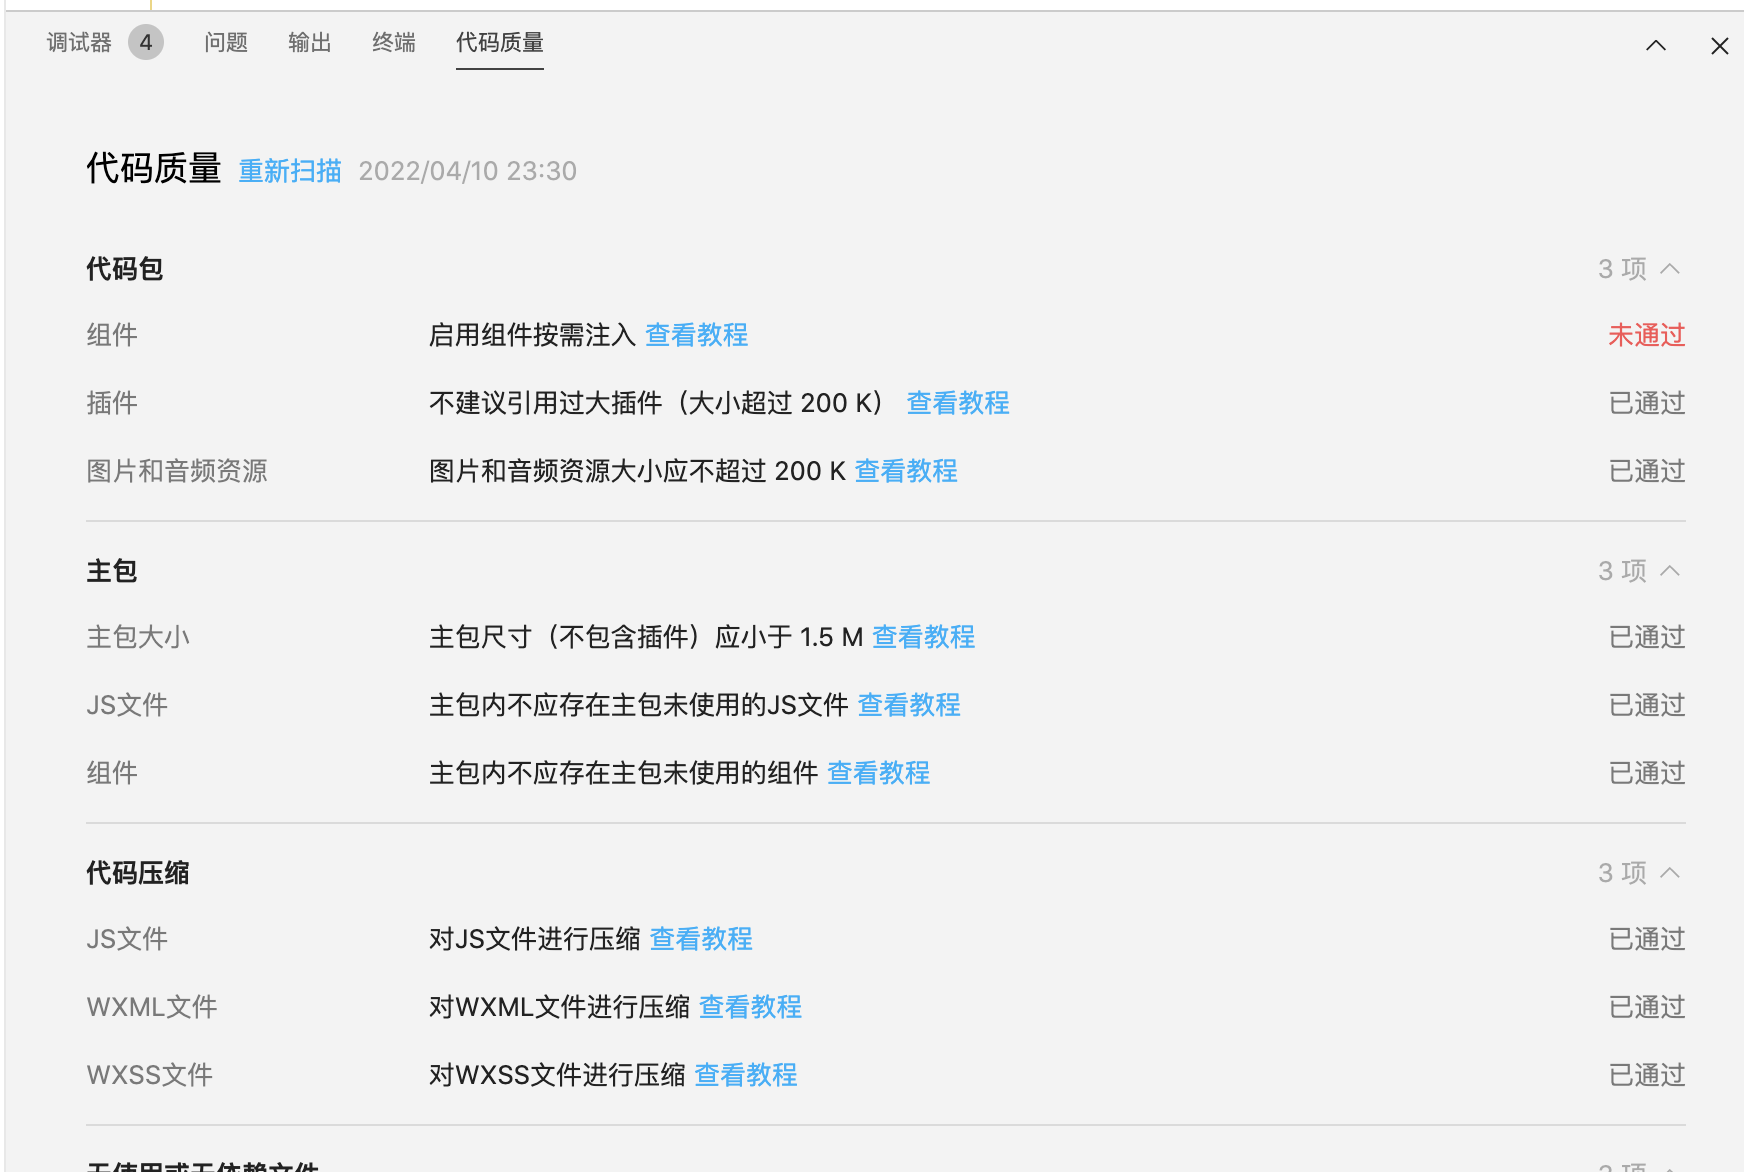 调试器 4 问题 输出 终端 代码质量
代码质量 重新扫描 2022/04/10 23:30
代码包 3 项
组件 启用组件按需注入 查看教程 未通过
插件 不建议引用过大插件（大小超过 200 K） 查看教程 已通过
图片和音频资源 图片和音频资源大小应不超过 200 K 查看教程 已通过
主包 3 项
主包大小 主包尺寸（不包含插件）应小于 1.5 M 查看教程 已通过
JS文件 主包内不应存在主包未使用的JS文件 查看教程 已通过
组件 主包内不应存在主包未使用的组件 查看教程 已通过
代码压缩 3 项
JS文件 对JS文件进行压缩 查看教程 已通过
WXML文件 对WXML文件进行压缩 查看教程 已通过
WXSS文件 对WXSS文件进行压缩 查看教程 已通过
无使用或无依赖文件